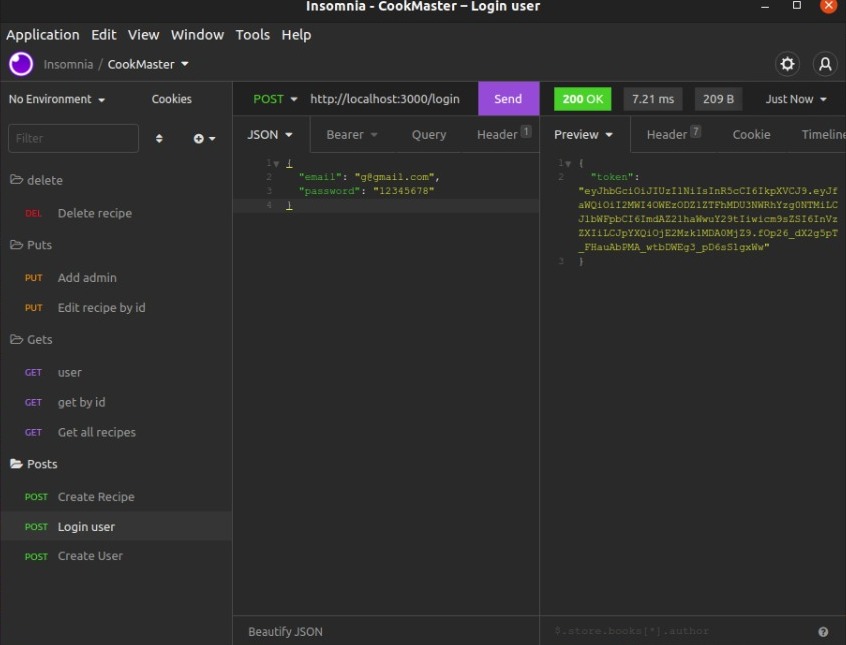 Insomnia - CookMaster – Login user
Application Edit View Window Tools Help
Insomnia / CookMaster
No Environment Cookies
POST http://localhost:3000/login Send
200 OK 7.21 ms 209 B Just Now
Filter
JSON Bearer Query Header 1
Preview Header 7 Cookie Timeline
delete
DEL Delete recipe
Puts
PUT Add admin
PUT Edit recipe by id
Gets
GET user
GET get by id
GET Get all recipes
Posts
POST Create Recipe
POST Login user
POST Create User
1 {
2 "email": "g@gmail.com",
3 "password": "12345678"
4 }
1 {
2 "token":
3 }
Beautify JSON
$.store.books[*].author